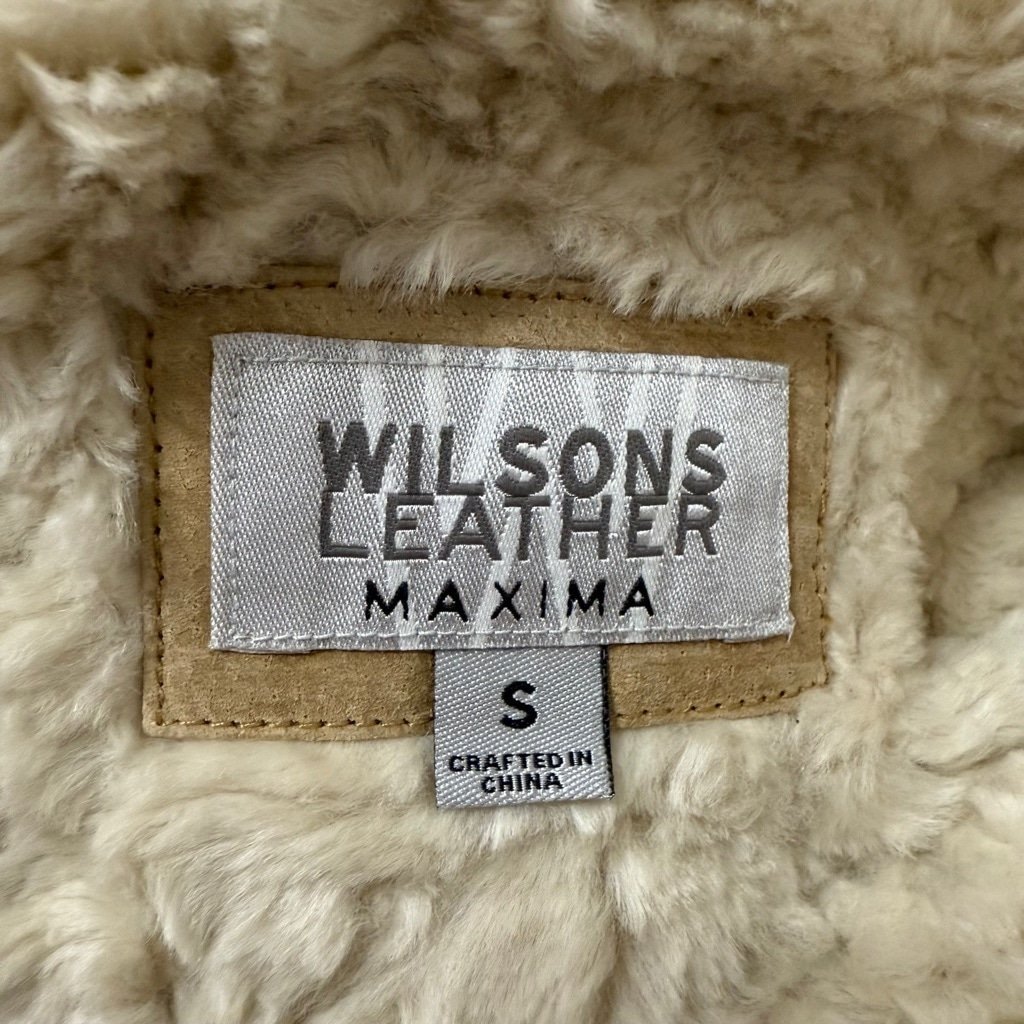 WILSONS
LEATHER
MAXIMA
S
CRAFTED IN
CHINA